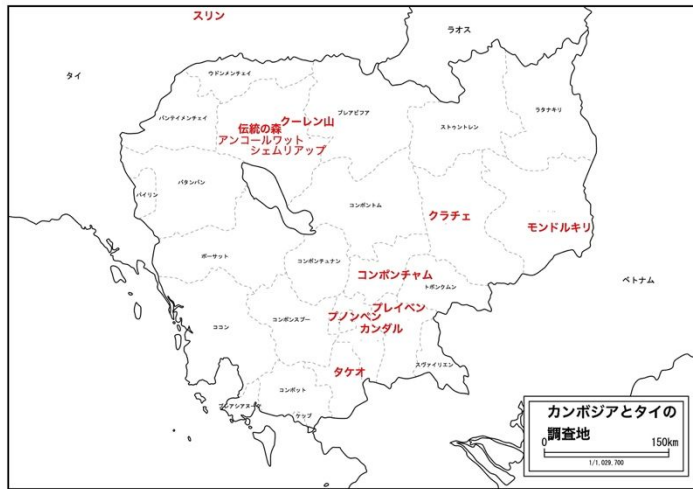 スリン
ラオス
タイ
ウドンメンチェイ
バンテイメンチェイ
プレアビフア
ストゥントレン
ラタナキリ
伝統の森
クーレン山
アンコールワット
シェムリアップ
パイリン
バタンバン
コンポントム
クラチェ
モンドルキリ
ポーサット
コンポンチュナン
コンポンチャム
トボンクムン
ベトナム
ココン
コンポンスプー
プノンペン
プレイベン
カンダル
タケオ
スヴァイリエン
コンポット
ケップ
カンボジアとタイの
調査地
0
150km
1/1.029,700